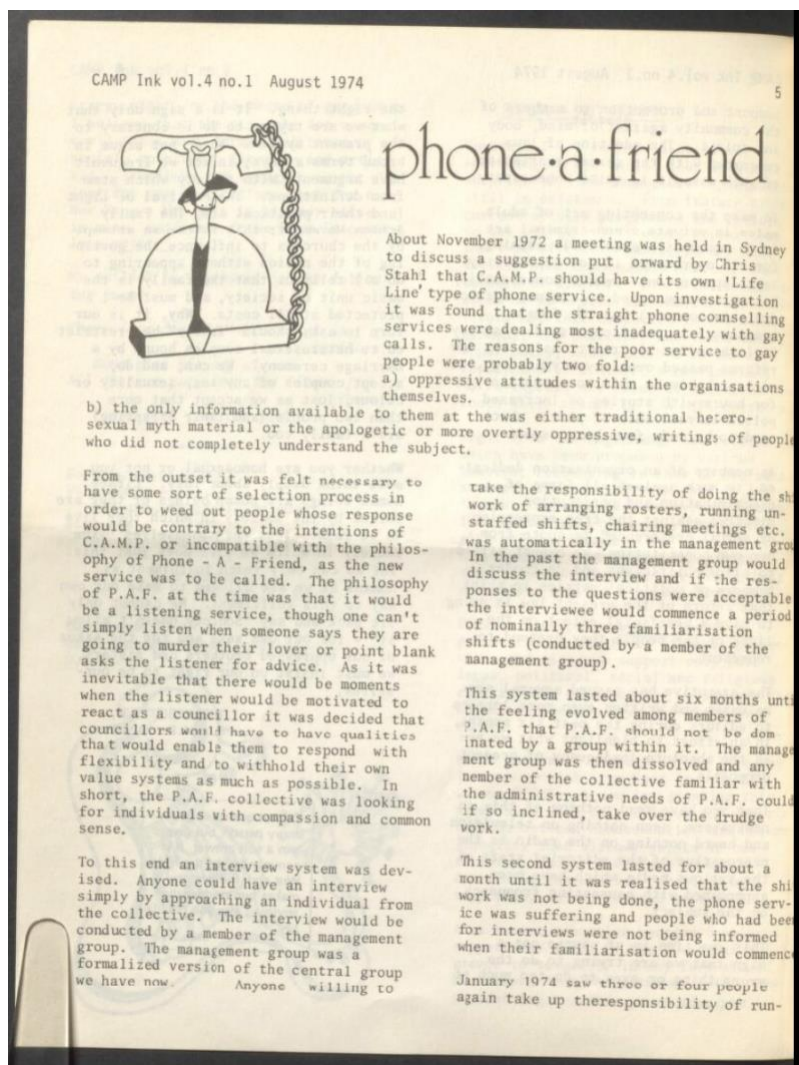 CAMP Ink vol.4 no.1 August 1974
5
phone·a·friend
About November 1972 a meeting was held in Sydney
to discuss a suggestion put orward by Chris
Stahl that C.A.M.P. should have its own 'Life
Line' type of phone service. Upon investigation
it was found that the straight phone counselling
services were dealing most inadequately with gay
calls. The reasons for the poor service to gay
people were probably two fold:
a) oppressive attitudes within the organisations
themselves.
b) the only information available to them at the was either traditional hetero-
sexual myth material or the apologetic or more overtly oppressive, writings of people
who did not completely understand the subject.
From the outset it was felt necessary to
have some sort of selection process in
order to weed out people whose response
would be contrary to the intentions of
C.A.M.P. or incompatible with the philos-
ophy of Phone - A - Friend, as the new
service was to be called. The philosophy
of P.A.F. at the time was that it would
be a listening service, though one can't
simply listen when someone says they are
going to murder their lover or point blank
asks the listener for advice. As it was
inevitable that there would be moments
when the listener would be motivated to
react as a councillor it was decided that
councillors would have to have qualities
that would enable them to respond with
flexibility and to withhold their own
value systems as much as possible. In
short, the P.A.F. collective was looking
for individuals with compassion and common
sense.
To this end an interview system was dev-
ised. Anyone could have an interview
simply by approaching an individual from
the collective. The interview would be
conducted by a member of the management
group. The management group was a
formalized version of the central group
we have now. Anyone willing to
take the responsibility of doing the shi
work of arranging rosters, running un-
staffed shifts, chairing meetings etc.
was automatically in the management grou
In the past the management group would
discuss the interview and if the res-
ponses to the questions were acceptable
the interviewee would commence a period
of nominally three familiarisation
shifts (conducted by a member of the
management group).
This system lasted about six months unti
the feeling evolved among members of
P.A.F. that P.A.F. should not be dom
inated by a group within it. The manage
ment group was then dissolved and any
member of the collective familiar with
the administrative needs of P.A.F. could
if so inclined, take over the drudge
work.
This second system lasted for about a
month until it was realised that the shi
work was not being done, the phone serv-
ice was suffering and people who had bee
for interviews were not being informed
when their familiarisation would commence
January 1974 saw three or four people
again take up theresponsibility of run-